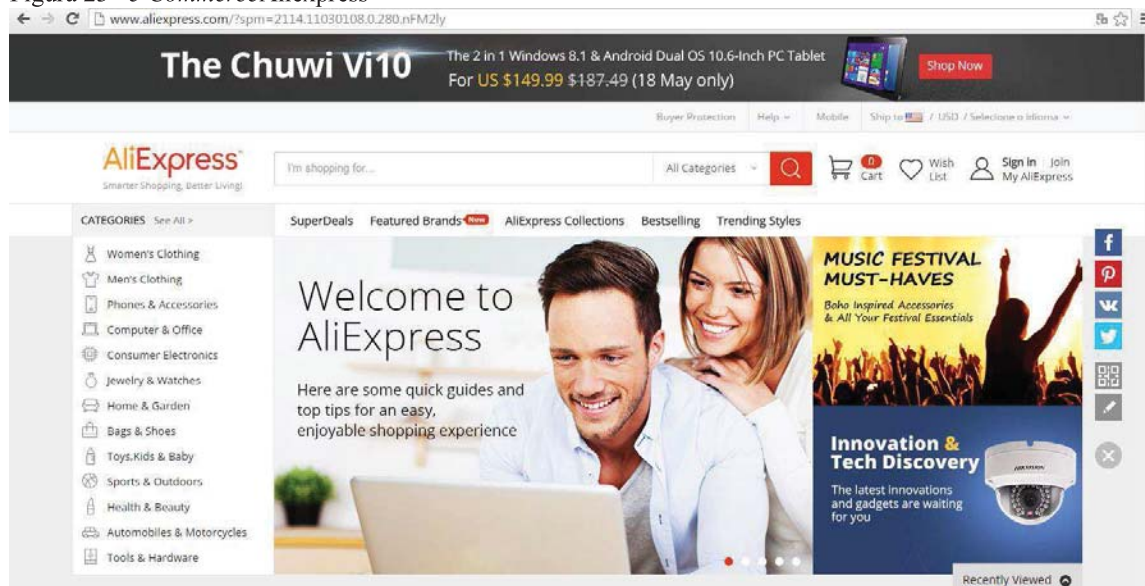 www.aliexpress.com/?spm=2114.11030108.0.280.nFM2ly
The Chuwi Vi10
The 2 in 1 Windows 8.1 & Android Dual OS 10.6-Inch PC Tablet
For US $149.99 $187.49 (18 May only)
Shop Now
Buyer Protection Help Mobile Ship to / USD / Selecione o Idioma
AliExpress
Smarter Shopping, Better Living!
I'm shopping for...
All Categories
0
Cart
Wish
List
Sign in Join
My AliExpress
CATEGORIES See All >
SuperDeals Featured Brands New AliExpress Collections Bestselling Trending Styles
Women's Clothing
Men's Clothing
Phones & Accessories
Computer & Office
Consumer Electronics
Jewelry & Watches
Home & Garden
Bags & Shoes
Toys,Kids & Baby
Sports & Outdoors
Health & Beauty
Automobiles & Motorcycles
Tools & Hardware
Welcome to
AliExpress
Here are some quick guides and
top tips for an easy,
enjoyable shopping experience
MUSIC FESTIVAL
MUST-HAVES
Boho Inspired Accessories
& All Your Festival Essentials
Innovation &
Tech Discovery
The latest innovations
and gadgets are waiting
for you
HIKVISION
Recently Viewed